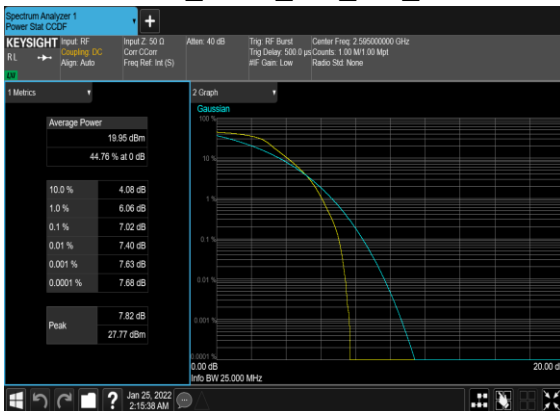 Spectrum Analyzer 1
Power Stat CCDF
+
KEYSIGHT
RL
LV
Input: RF
Coupling: DC
Align: Auto
Input Z: 50 Ω
Corr CCorr
Freq Ref: Int (S)
Atten: 40 dB
Trig: RF Burst
Trig Delay: 500.0 µs
#IF Gain: Low
Center Freq: 2.595000000 GHz
Counts: 1.00 M/1.00 Mpt
Radio Std: None
1 Metrics
Average Power
19.95 dBm
44.76 % at 0 dB
10.0 % 4.08 dB
1.0 % 6.06 dB
0.1 % 7.02 dB
0.01 % 7.40 dB
0.001 % 7.63 dB
0.0001 % 7.68 dB
Peak
7.82 dB
27.77 dBm
2 Graph
Gaussian
100 %
10 %
1 %
0.1 %
0.01 %
0.001 %
0.0001 %
0.00 dB
20.00 d
Info BW 25.000 MHz
?
Jan 25, 2022
2:15:38 AM